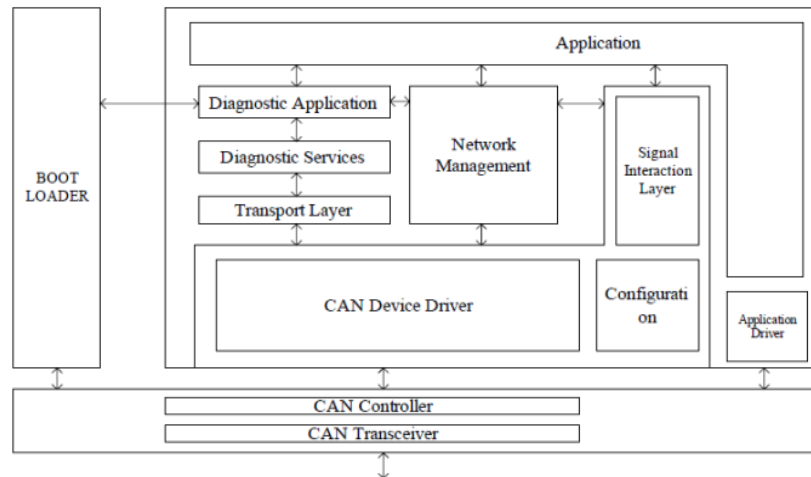 Application
Diagnostic Application
Network
Management
Signal
Interaction
Layer
Diagnostic Services
BOOT
LOADER
Transport Layer
CAN Device Driver
Configurati
on
Application
Driver
CAN Controller
CAN Transceiver